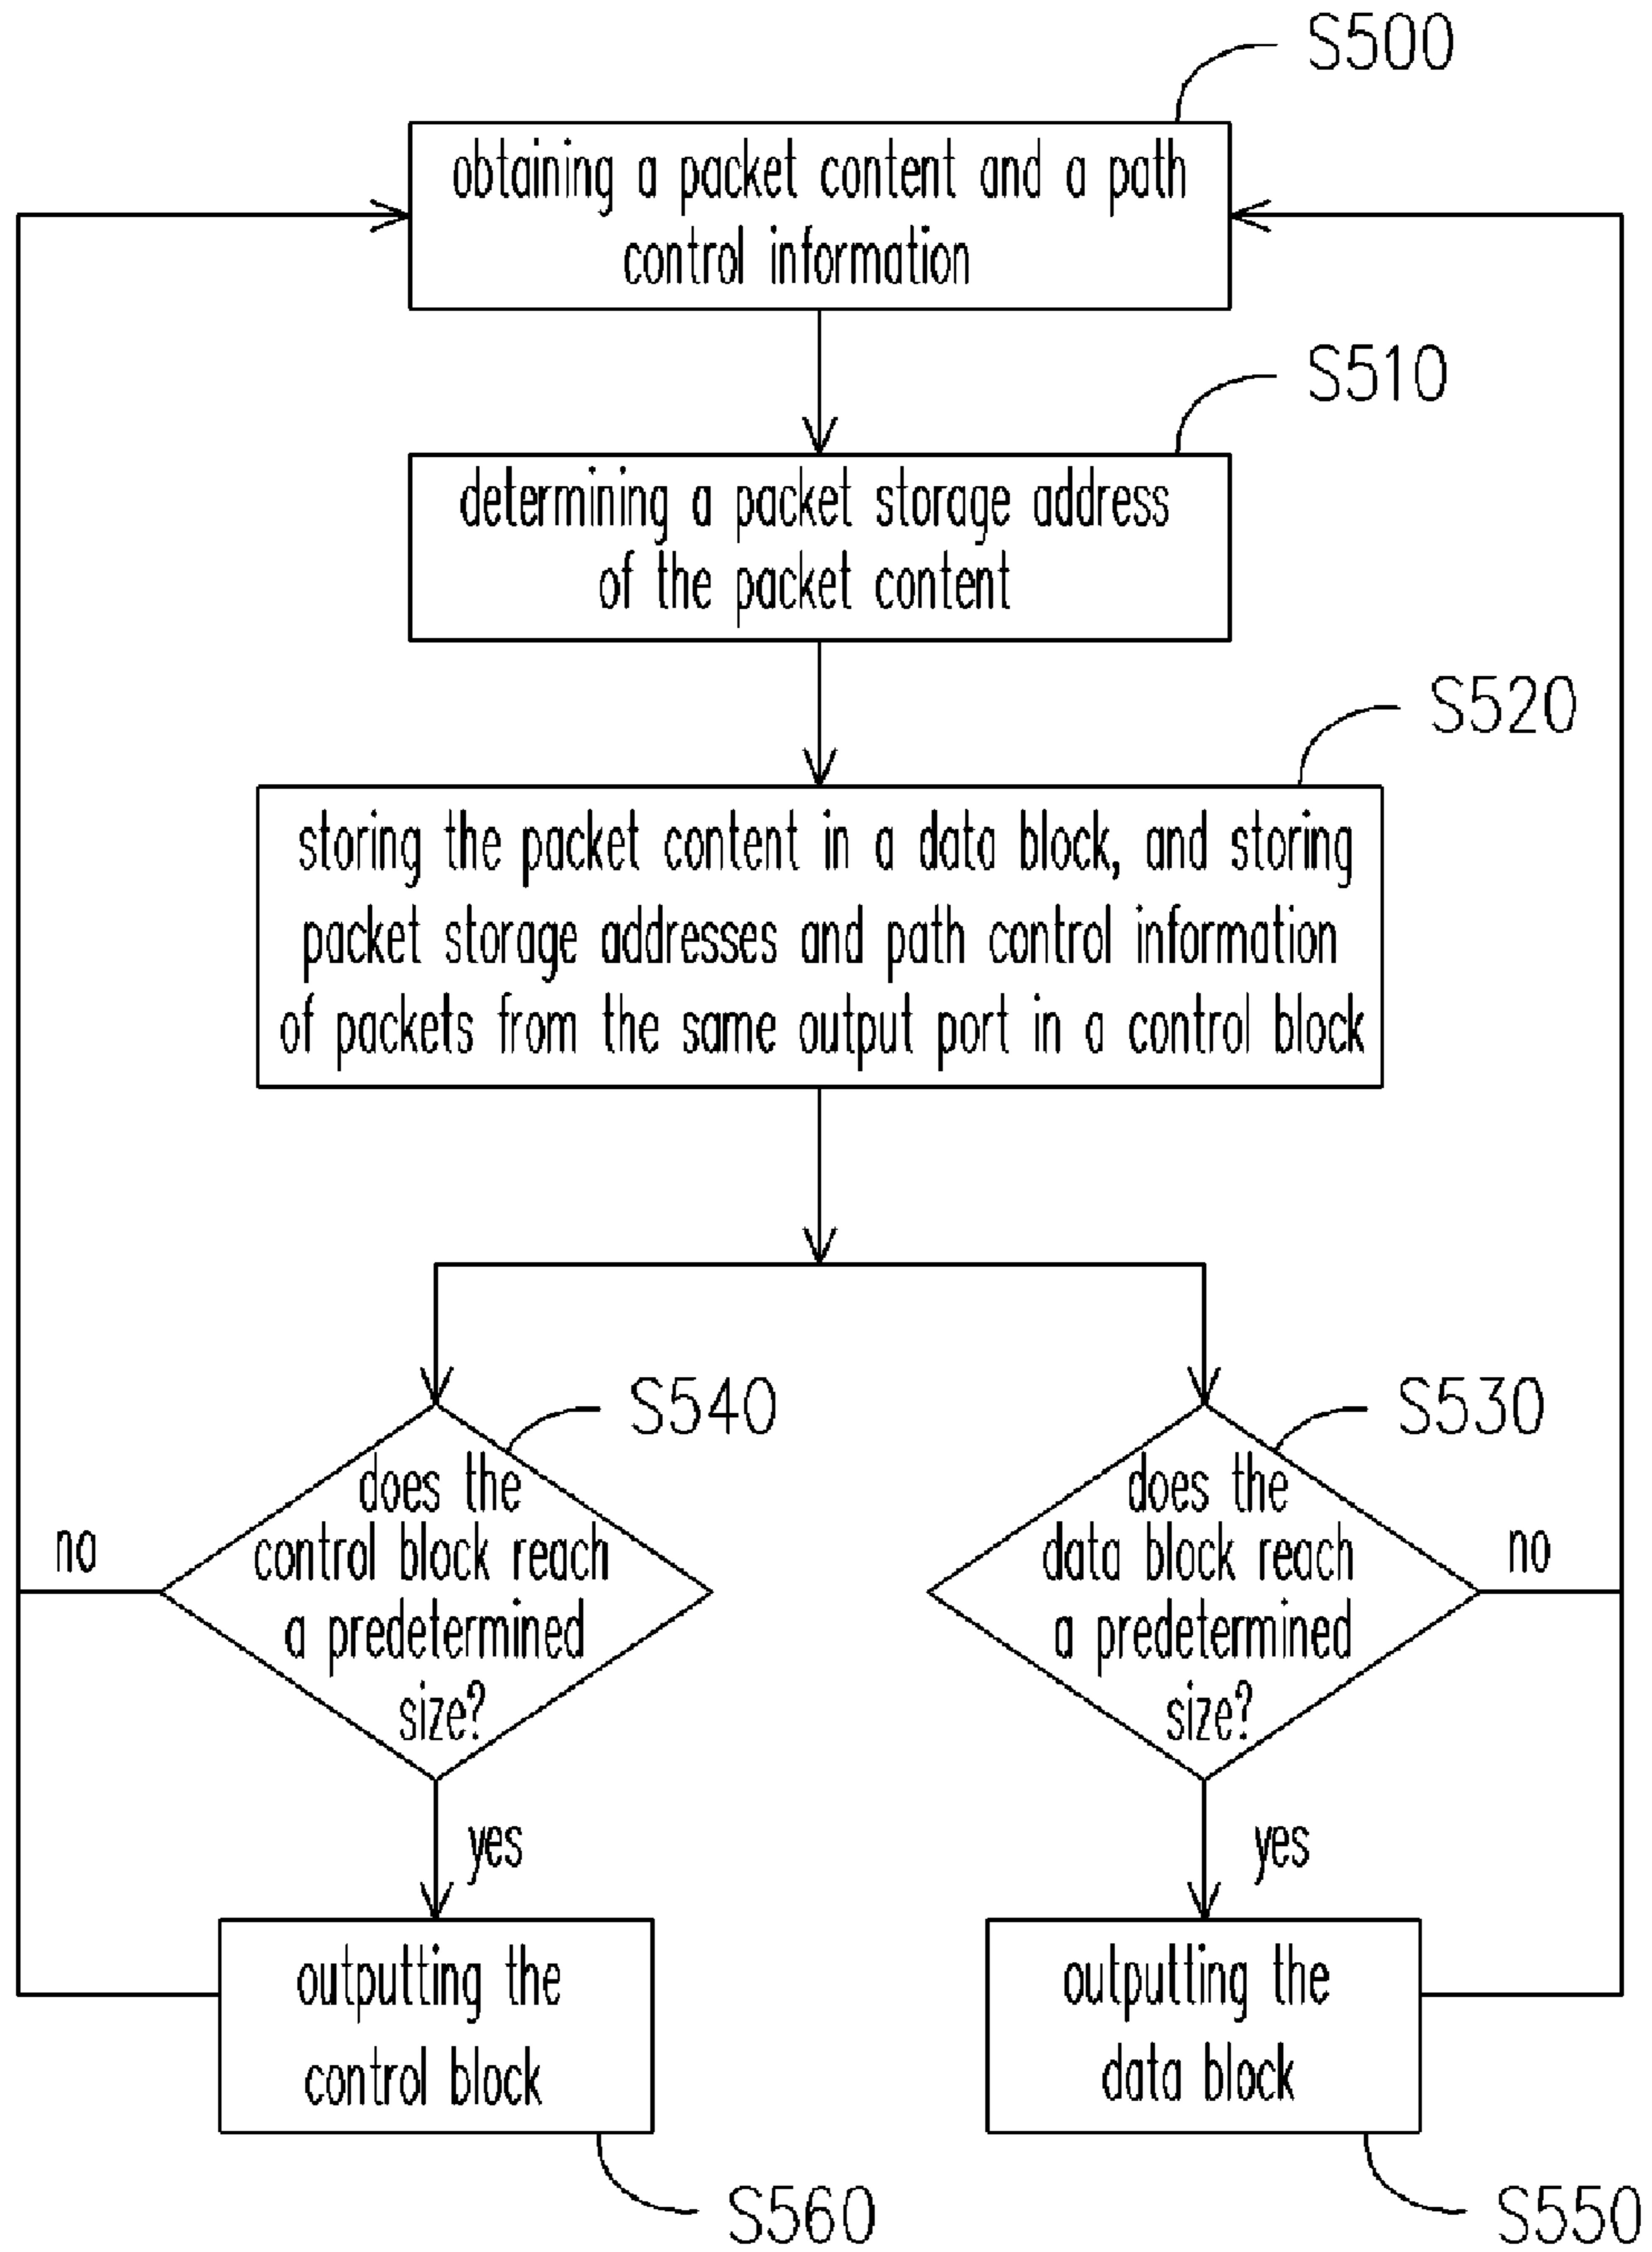 S500
obtaining a packet content and a path
control information
S510
determining a packet storage address
of the packet content
S520
storing the packet content in a data block, and storing
packet storage addresses and path control information
of packets from the same output port in a control block
S540
does the
control block reach
a predetermined
size?
no
yes
S530
does the
data block reach
a predetermined
size?
no
yes
outputting the
control block
S560
outputting the
data block
S550